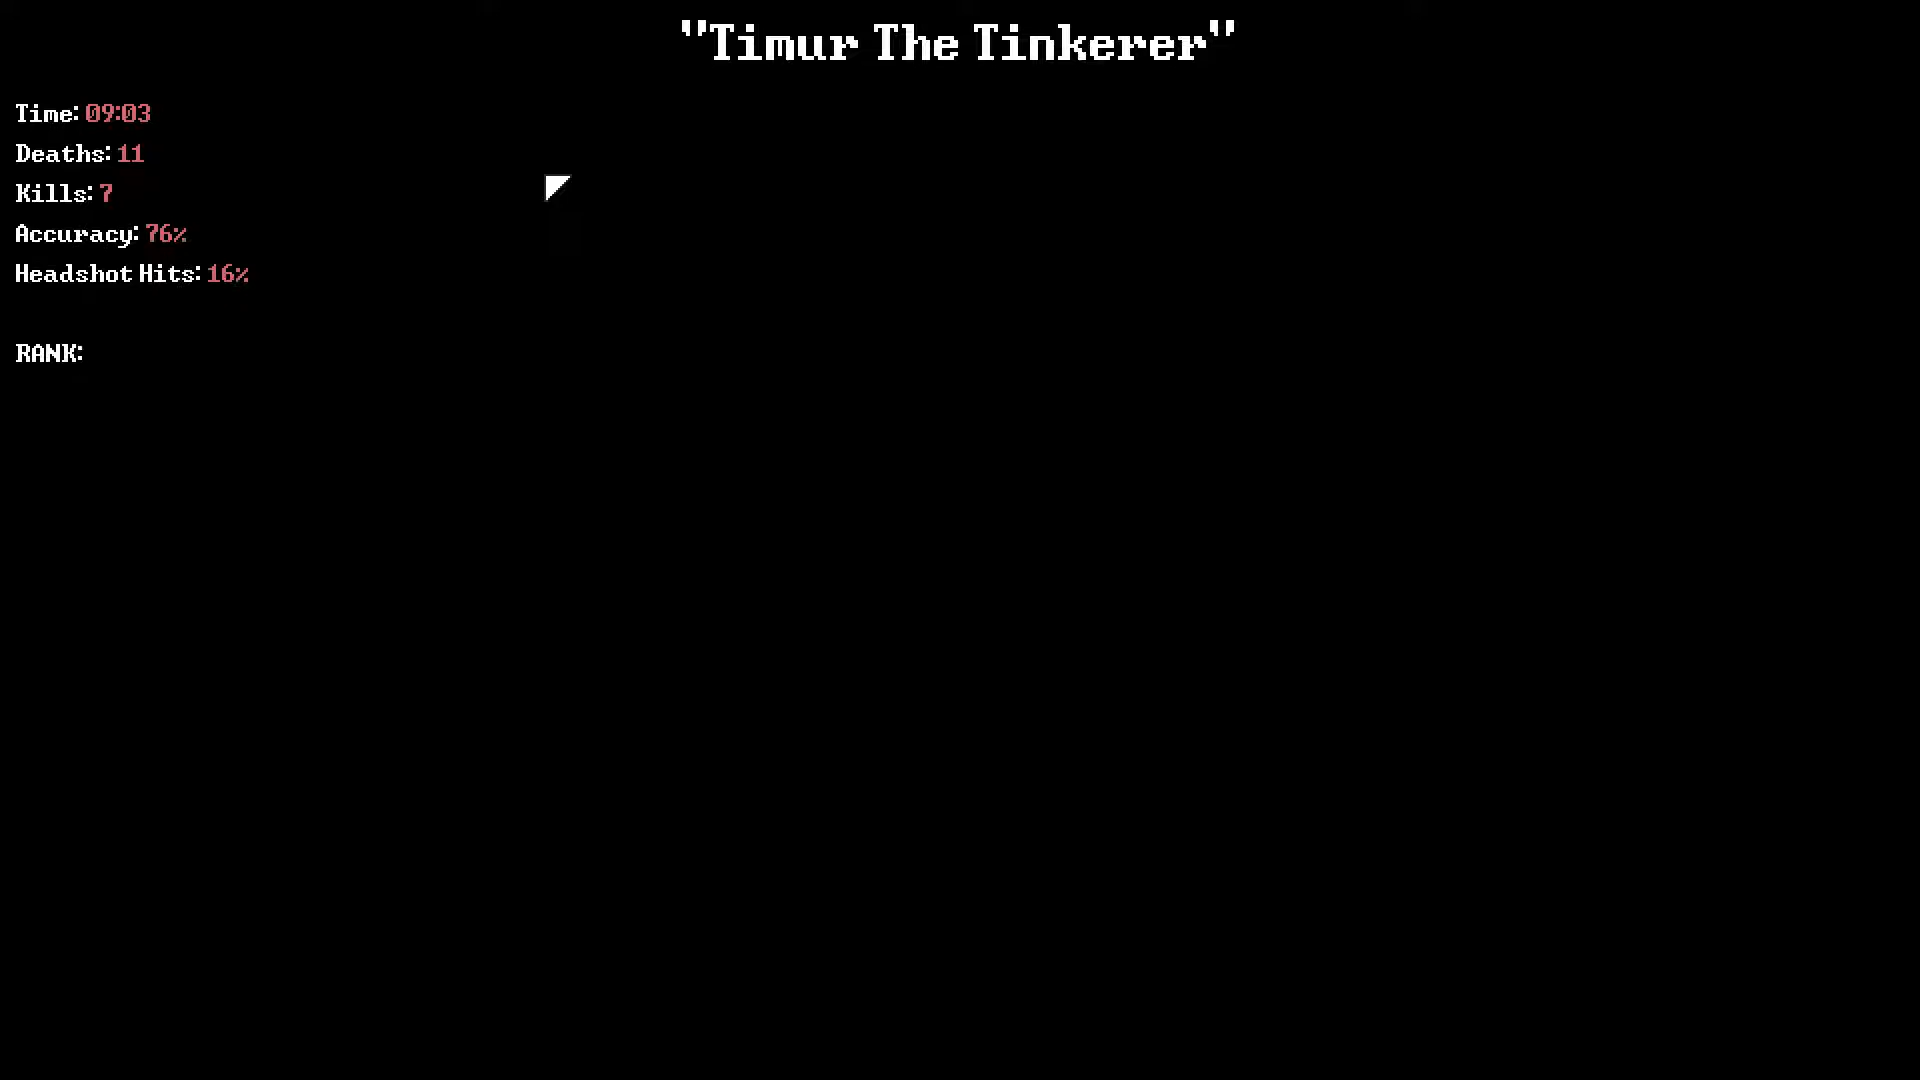 "Timur The Tinkerer"
Time: 09:03
Deaths: 11
Kills: 7
Accuracy: 76%
Headshot Hits: 16%
RANK: